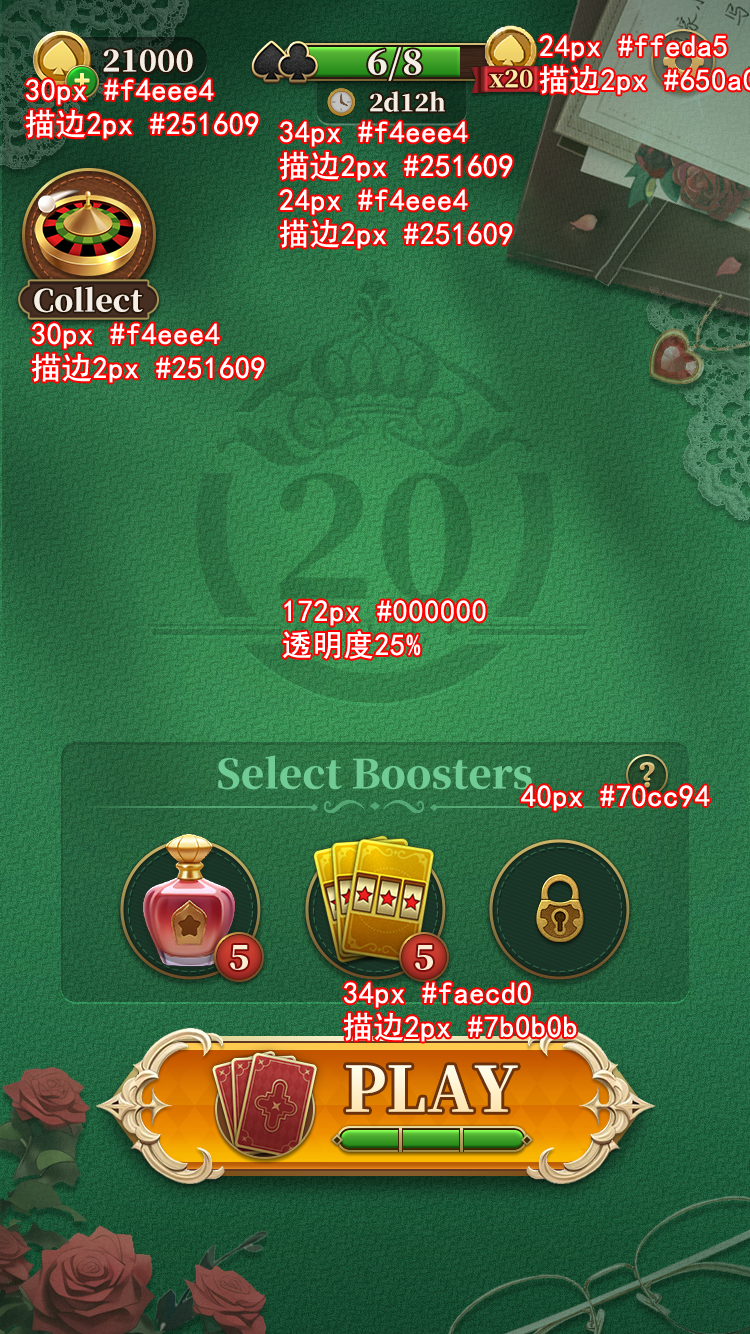 21000
30px #f4eee4
描边2px #251609
6/8
2d12h
34px #f4eee4
描边2px #251609
24px #f4eee4
描边2px #251609
x20
24px #ffeda5
描边2px #650a0
Collect
30px #f4eee4
描边2px #251609
20
172px #000000
透明度25%
Select Boosters
?
40px #70cc94
5
5
34px #faecd0
描边2px #7b0b0b
PLAY